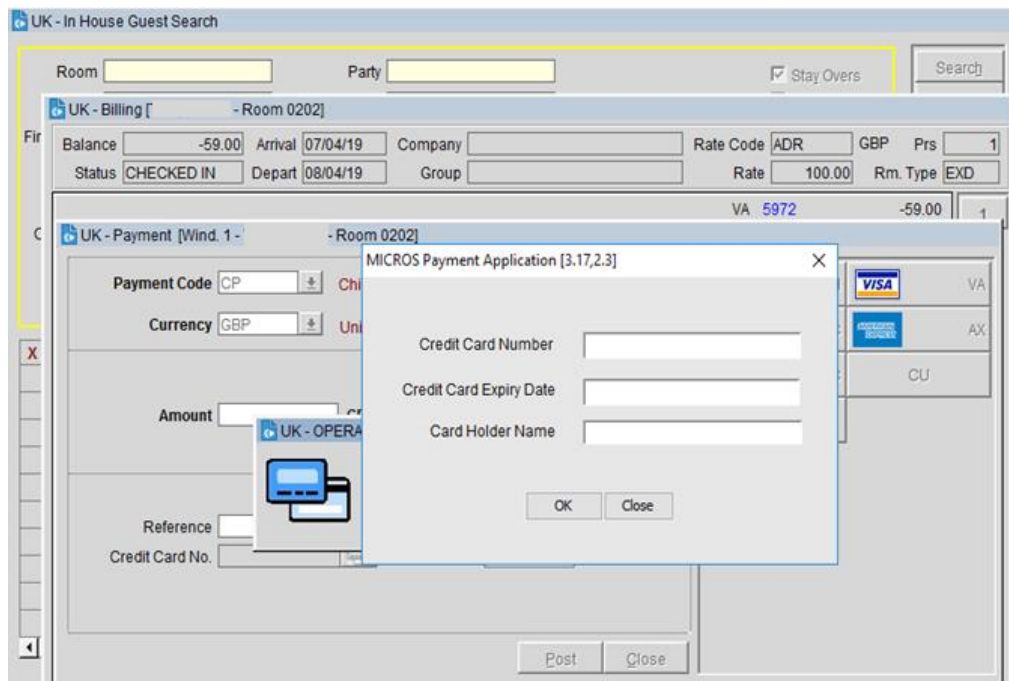 UK - In House Guest Search
Room Party Stay Overs Search
UK - Billing [ - Room 0202]
Fir
Balance -59.00 Arrival 07/04/19 Company Rate Code ADR GBP Prs 1
Status CHECKED IN Depart 08/04/19 Group Rate 100.00 Rm. Type EXD
VA 5972 -59.00 1
C
UK - Payment [Wind. 1 - - Room 0202]
MICROS Payment Application [3.17,2.3]
Payment Code CP Chi VISA VA
Currency GBP Uni AMERICAN EXPRESS AX
X
Credit Card Number
CU
Credit Card Expiry Date
Amount
Card Holder Name
UK - OPERA
OK Close
Reference
Credit Card No.
Post Close